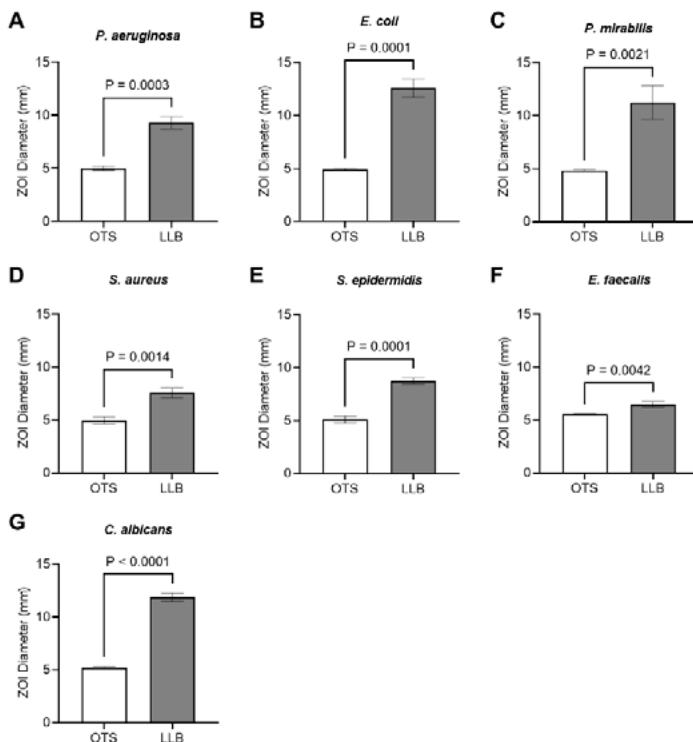 A
P. aeruginosa
P = 0.0003
ZOI Diameter (mm)
15
10
5
0
OTS
LLB
B
E. coli
P = 0.0001
ZOI Diameter (mm)
15
10
5
0
OTS
LLB
C
P. mirabilis
P = 0.0021
ZOI Diameter (mm)
15
10
5
0
OTS
LLB
D
S. aureus
P = 0.0014
ZOI Diameter (mm)
15
10
5
0
OTS
LLB
E
S. epidermidis
P = 0.0001
ZOI Diameter (mm)
15
10
5
0
OTS
LLB
F
E. faecalis
P = 0.0042
ZOI Diameter (mm)
15
10
5
0
OTS
LLB
G
C. albicans
P < 0.0001
ZOI Diameter (mm)
15
10
5
0
OTS
LLB